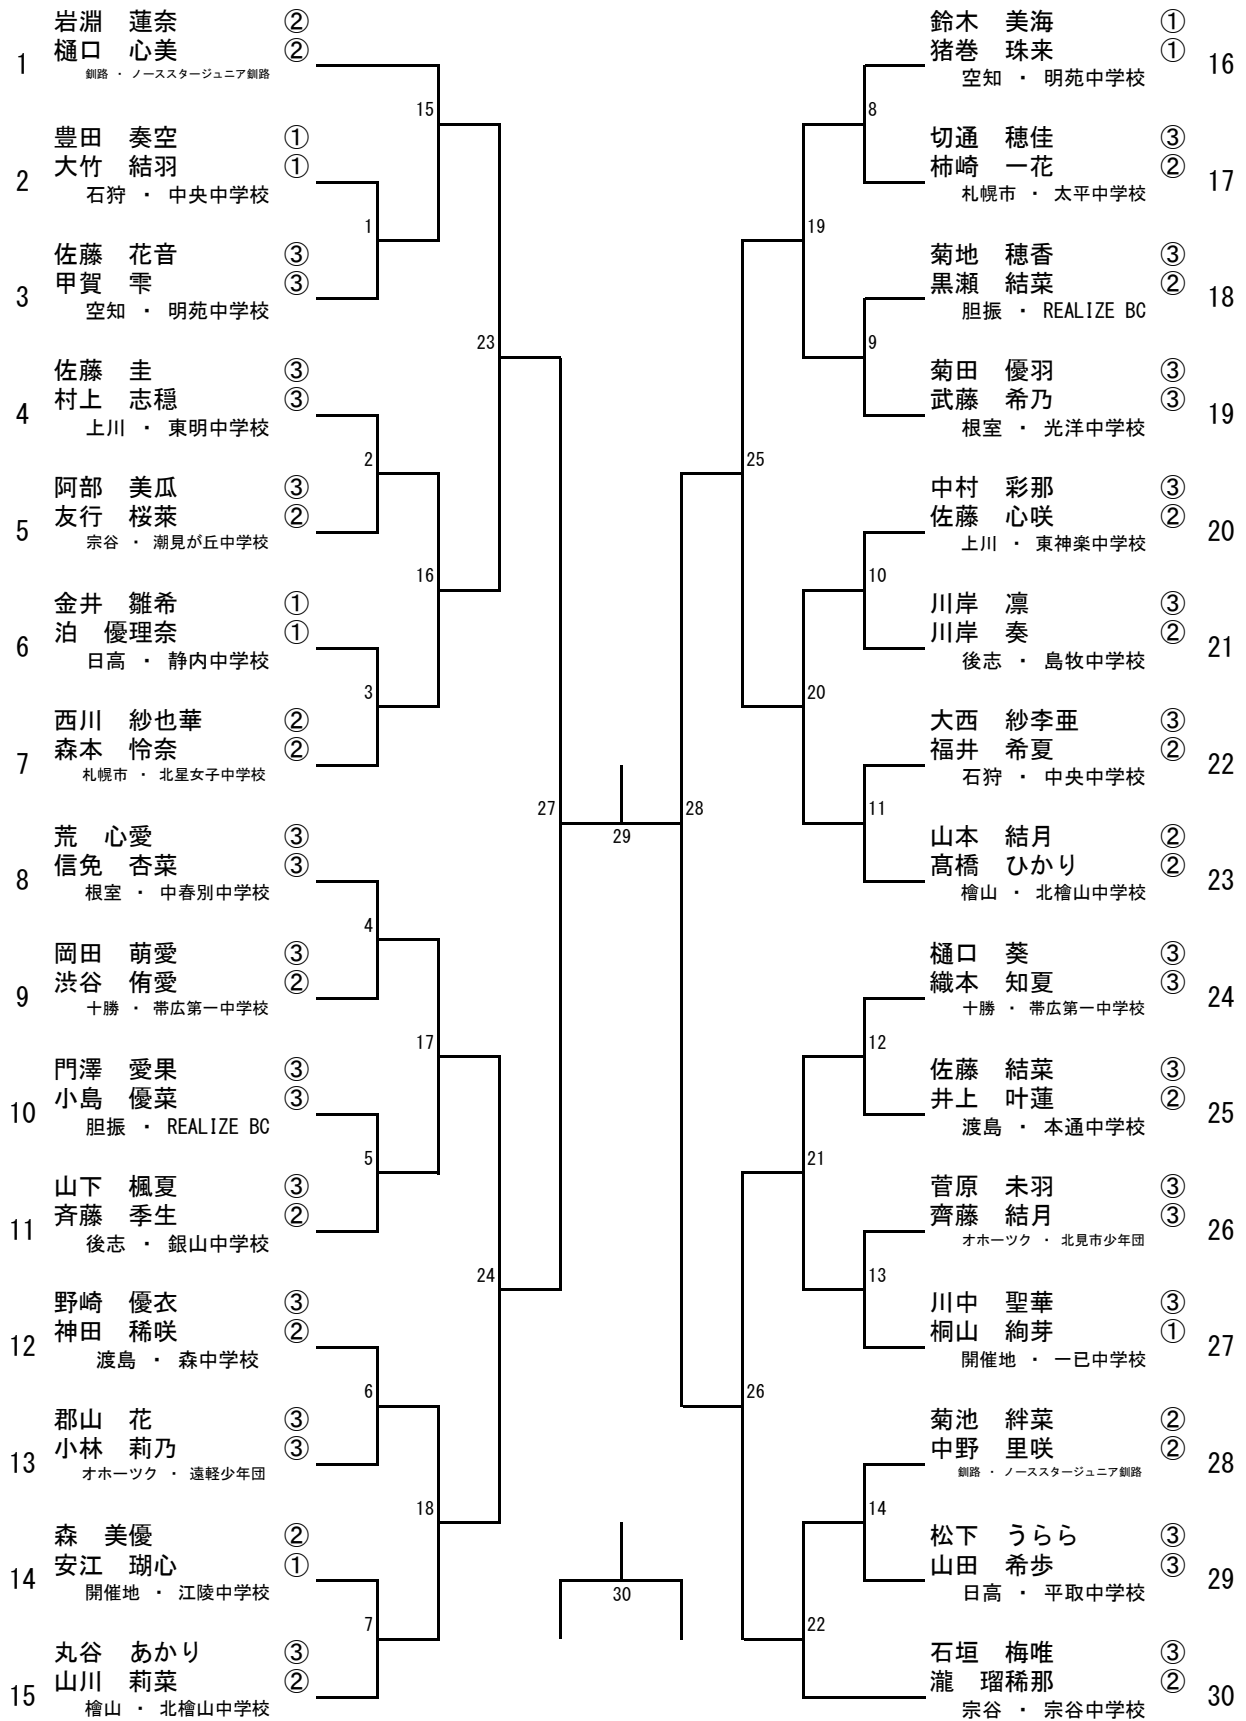 1
岩淵　蓮奈　②
樋口　心美　②
釧路 ・ ノーススタージュニア釧路
2
豊田　奏空　①
大竹　結羽　①
石狩 ・ 中央中学校
3
佐藤　花音　③
甲賀　雫　③
空知 ・ 明苑中学校
4
佐藤　圭　③
村上　志穏　③
上川 ・ 東明中学校
5
阿部　美瓜　③
友行　桜萊　②
宗谷 ・ 潮見が丘中学校
6
金井　雛希　①
泊　優理奈　①
日高 ・ 静内中学校
7
西川　紗也華　②
森本　怜奈　②
札幌市 ・ 北星女子中学校
8
荒　心愛　③
信免　杏菜　③
根室 ・ 中春別中学校
9
岡田　萌愛　③
渋谷　侑愛　②
十勝 ・ 帯広第一中学校
10
門澤　愛果　③
小島　優菜　③
胆振 ・ REALIZE BC
11
山下　楓夏　③
斉藤　季生　②
後志 ・ 銀山中学校
12
野崎　優衣　③
神田　稀咲　②
渡島 ・ 森中学校
13
郡山　花　③
小林　莉乃　③
オホーツク ・ 遠軽少年団
14
森　美優　②
安江　瑚心　①
開催地 ・ 江陵中学校
15
丸谷　あかり　③
山川　莉菜　②
檜山 ・ 北檜山中学校
15
1
23
2
16
3
27
4
17
5
24
6
18
7
29
30
28
8
19
9
25
10
20
11
12
21
13
26
14
22
鈴木　美海　①
猪巻　珠来　①
空知 ・ 明苑中学校
16
切通　穂佳　③
柿崎　一花　②
札幌市 ・ 太平中学校
17
菊地　穂香　③
黒瀬　結菜　②
胆振 ・ REALIZE BC
18
菊田　優羽　③
武藤　希乃　③
根室 ・ 光洋中学校
19
中村　彩那　③
佐藤　心咲　②
上川 ・ 東神楽中学校
20
川岸　凛　③
川岸　奏　②
後志 ・ 島牧中学校
21
大西　紗李亜　③
福井　希夏　②
石狩 ・ 中央中学校
22
山本　結月　②
髙橋　ひかり　②
檜山 ・ 北檜山中学校
23
樋口　葵　③
織本　知夏　③
十勝 ・ 帯広第一中学校
24
佐藤　結菜　③
井上　叶蓮　②
渡島 ・ 本通中学校
25
菅原　未羽　③
齊藤　結月　③
オホーツク ・ 北見市少年団
26
川中　聖華　③
桐山　絢芽　①
開催地 ・ 一已中学校
27
菊池　絆菜　②
中野　里咲　②
釧路 ・ ノーススタージュニア釧路
28
松下　うらら　③
山田　希歩　③
日高 ・ 平取中学校
29
石垣　梅唯　③
瀧　瑠稀那　②
宗谷 ・ 宗谷中学校
30